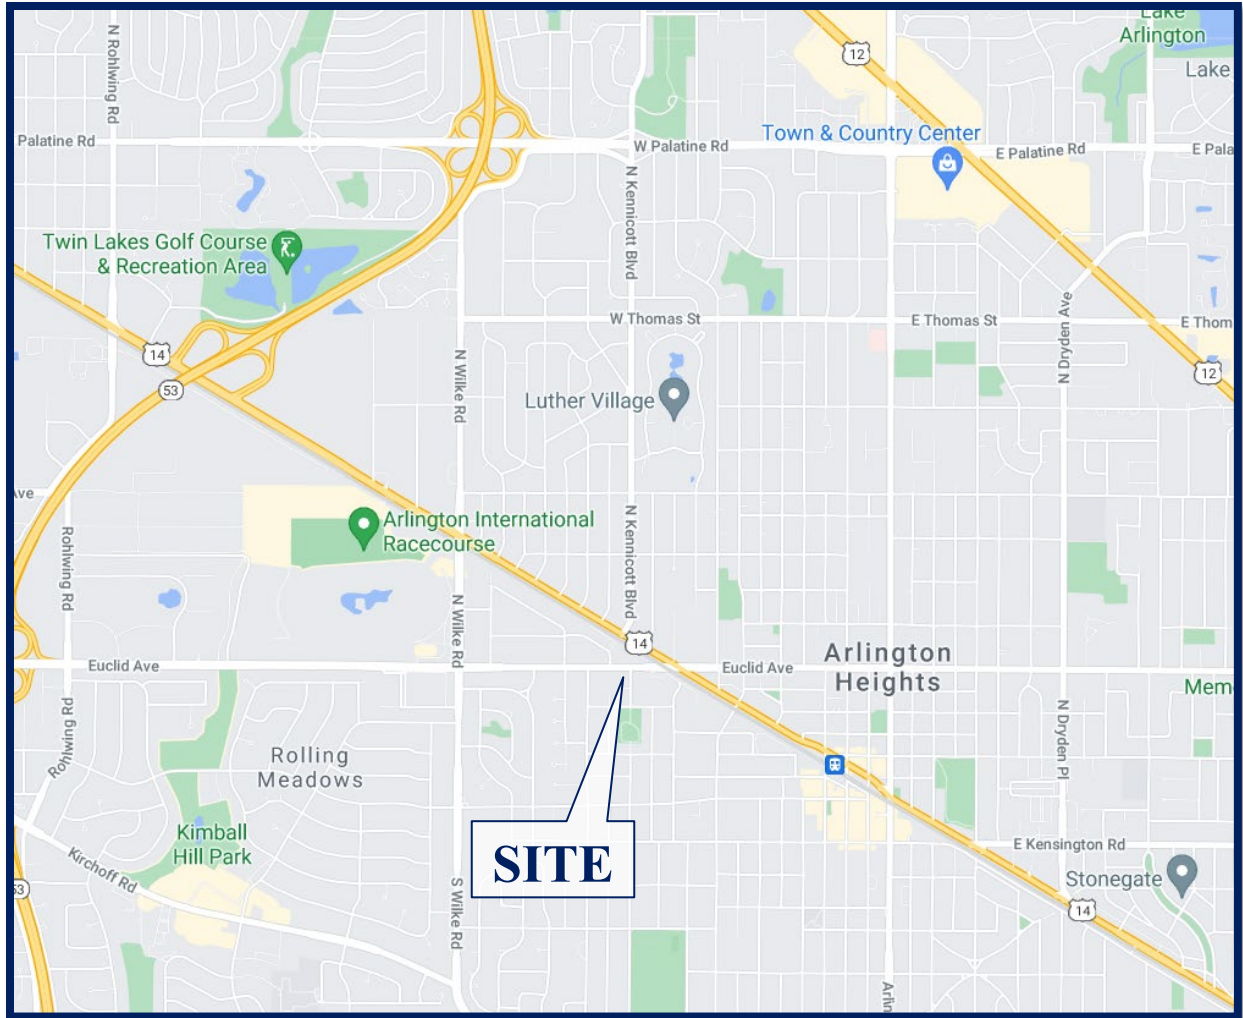 Lake
Arlington
N Rohlwing Rd
12
Lake
Town & Country Center
Palatine Rd
W Palatine Rd
E Palatine Rd
E Pala
N Kennicott Blvd
Twin Lakes Golf Course
& Recreation Area
W Thomas St
E Thomas St
E Thom
N Dryden Ave
14
53
N Wilke Rd
12
Luther Village
Ave
Arlington International
Racecourse
N Kennicott Blvd
Rohlwing Rd
N Wilke Rd
14
Euclid Ave
Euclid Ave
Arlington
Heights
Mem
Rohlwing Rd
N Dryden Pl
Rolling
Meadows
Kimball
Hill Park
SITE
E Kensington Rd
Kirchoff Rd
Stonegate
53
S Wilke Rd
14
Arlin